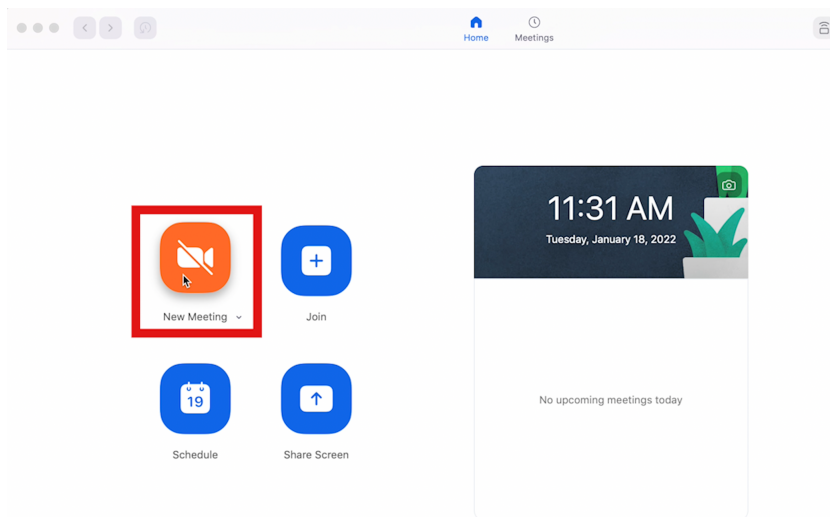 Home
Meetings
11:31 AM
Tuesday, January 18, 2022
New Meeting
Join
19
Schedule
Share Screen
No upcoming meetings today